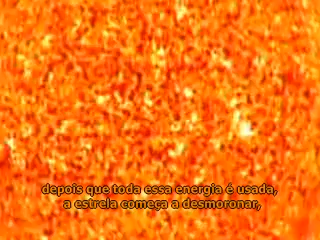 depois que toda essa energia é usada,
a estrela começa a desmoronar,